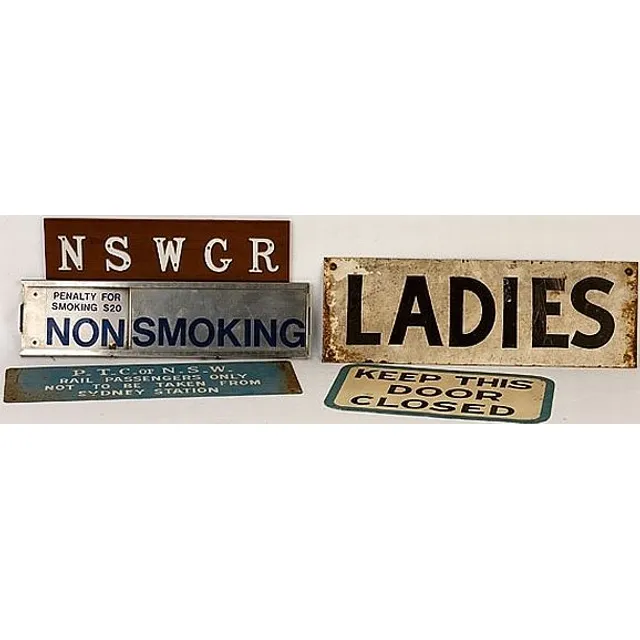 NSWGR
PENALTY FOR
SMOKING $20
NON SMOKING
P.T.C. OF N.S.W.
RAIL PASSENGERS ONLY
NOT TO BE TAKEN FROM
SYDNEY STATION
LADIES
KEEP THIS
DOOR
CLOSED